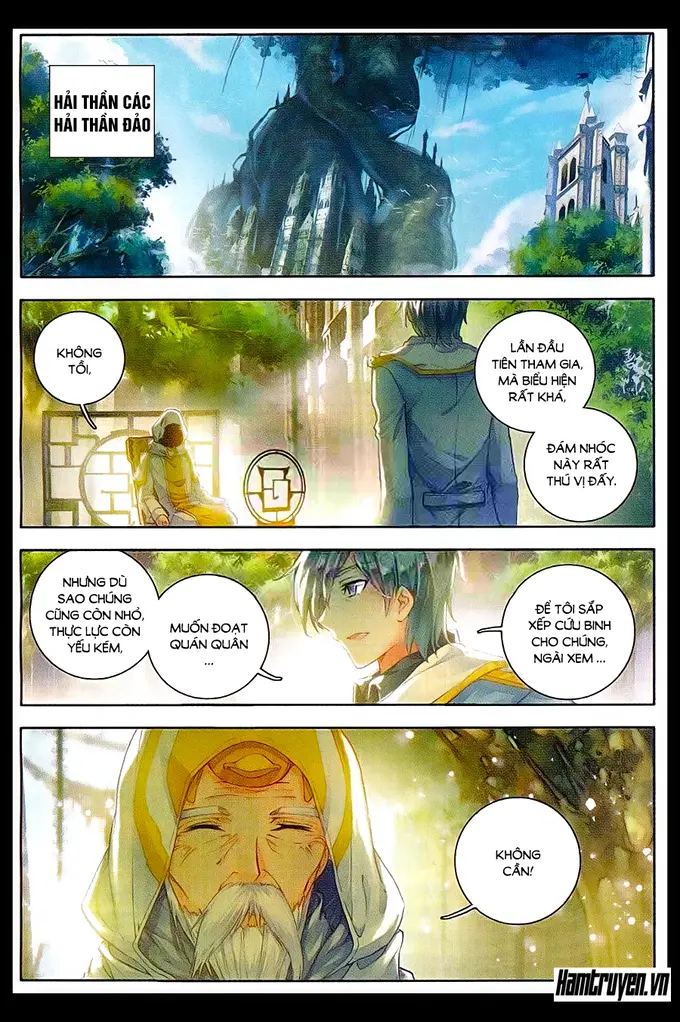 HẢI THẦN CÁC
HẢI THẦN ĐẢO
KHÔNG
TỒI,
LẦN ĐẦU
TIÊN THAM GIA,
MÀ BIỂU HIỆN
RẤT KHÁ,
ĐÁM NHÓC
NÀY RẤT
THÚ VỊ ĐẤY.
NHƯNG DÙ
SAO CHÚNG
CŨNG CÒN NHỎ,
THỰC LỰC CÒN
YẾU KÉM,
MUỐN ĐOẠT
QUÁN QUÂN
...
ĐỂ TÔI SẮP
XẾP CỨU BINH
CHO CHÚNG,
NGÀI XEM ...
KHÔNG
CẦN!
Hamtruyen.vn